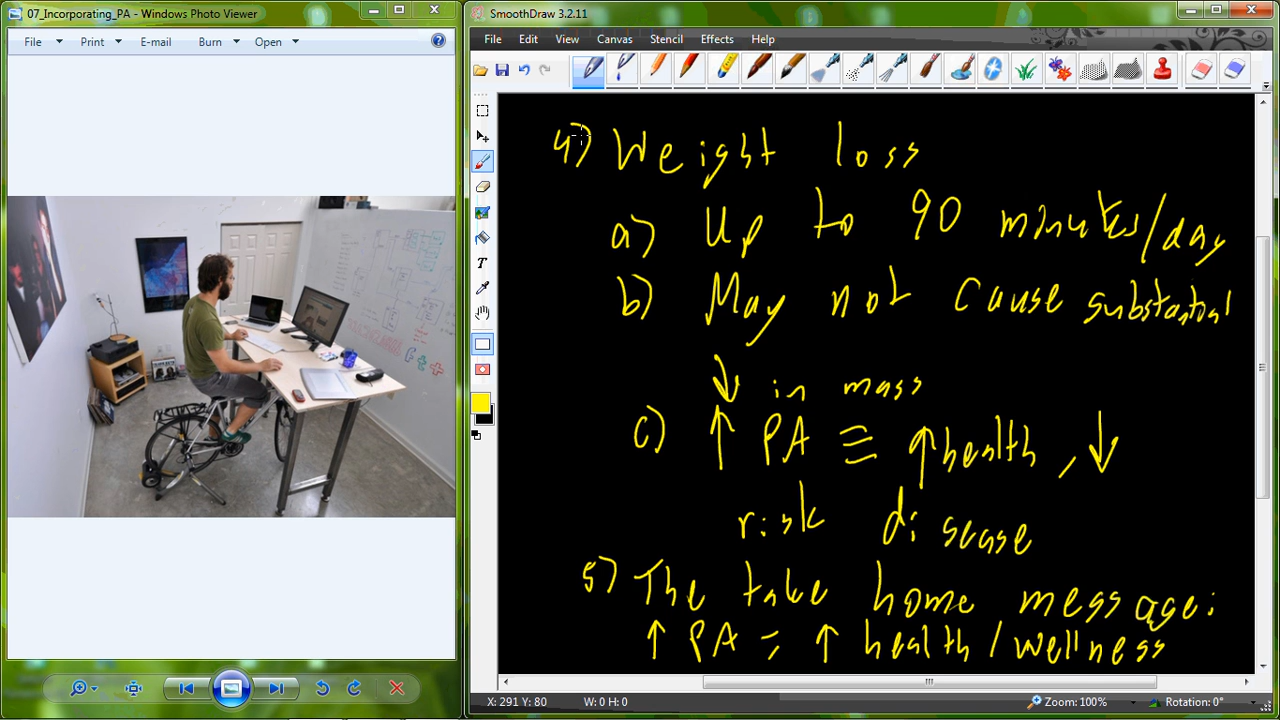 07_Incorporating_PA - Windows Photo Viewer
File Print E-mail Burn Open
SmoothDraw 3.2.11
File Edit View Canvas Stencil Effects Help
4) Weight loss
a) Up to 90 minutes/day
b) May not cause substantial
↓ in mass
c) ↑ PA = ↑ health, ↓
risk disease
5) The take home message:
↑ PA = ↑ health/wellness
X: 291 Y: 80 W: 0 H: 0 Zoom: 100% Rotation: 0°